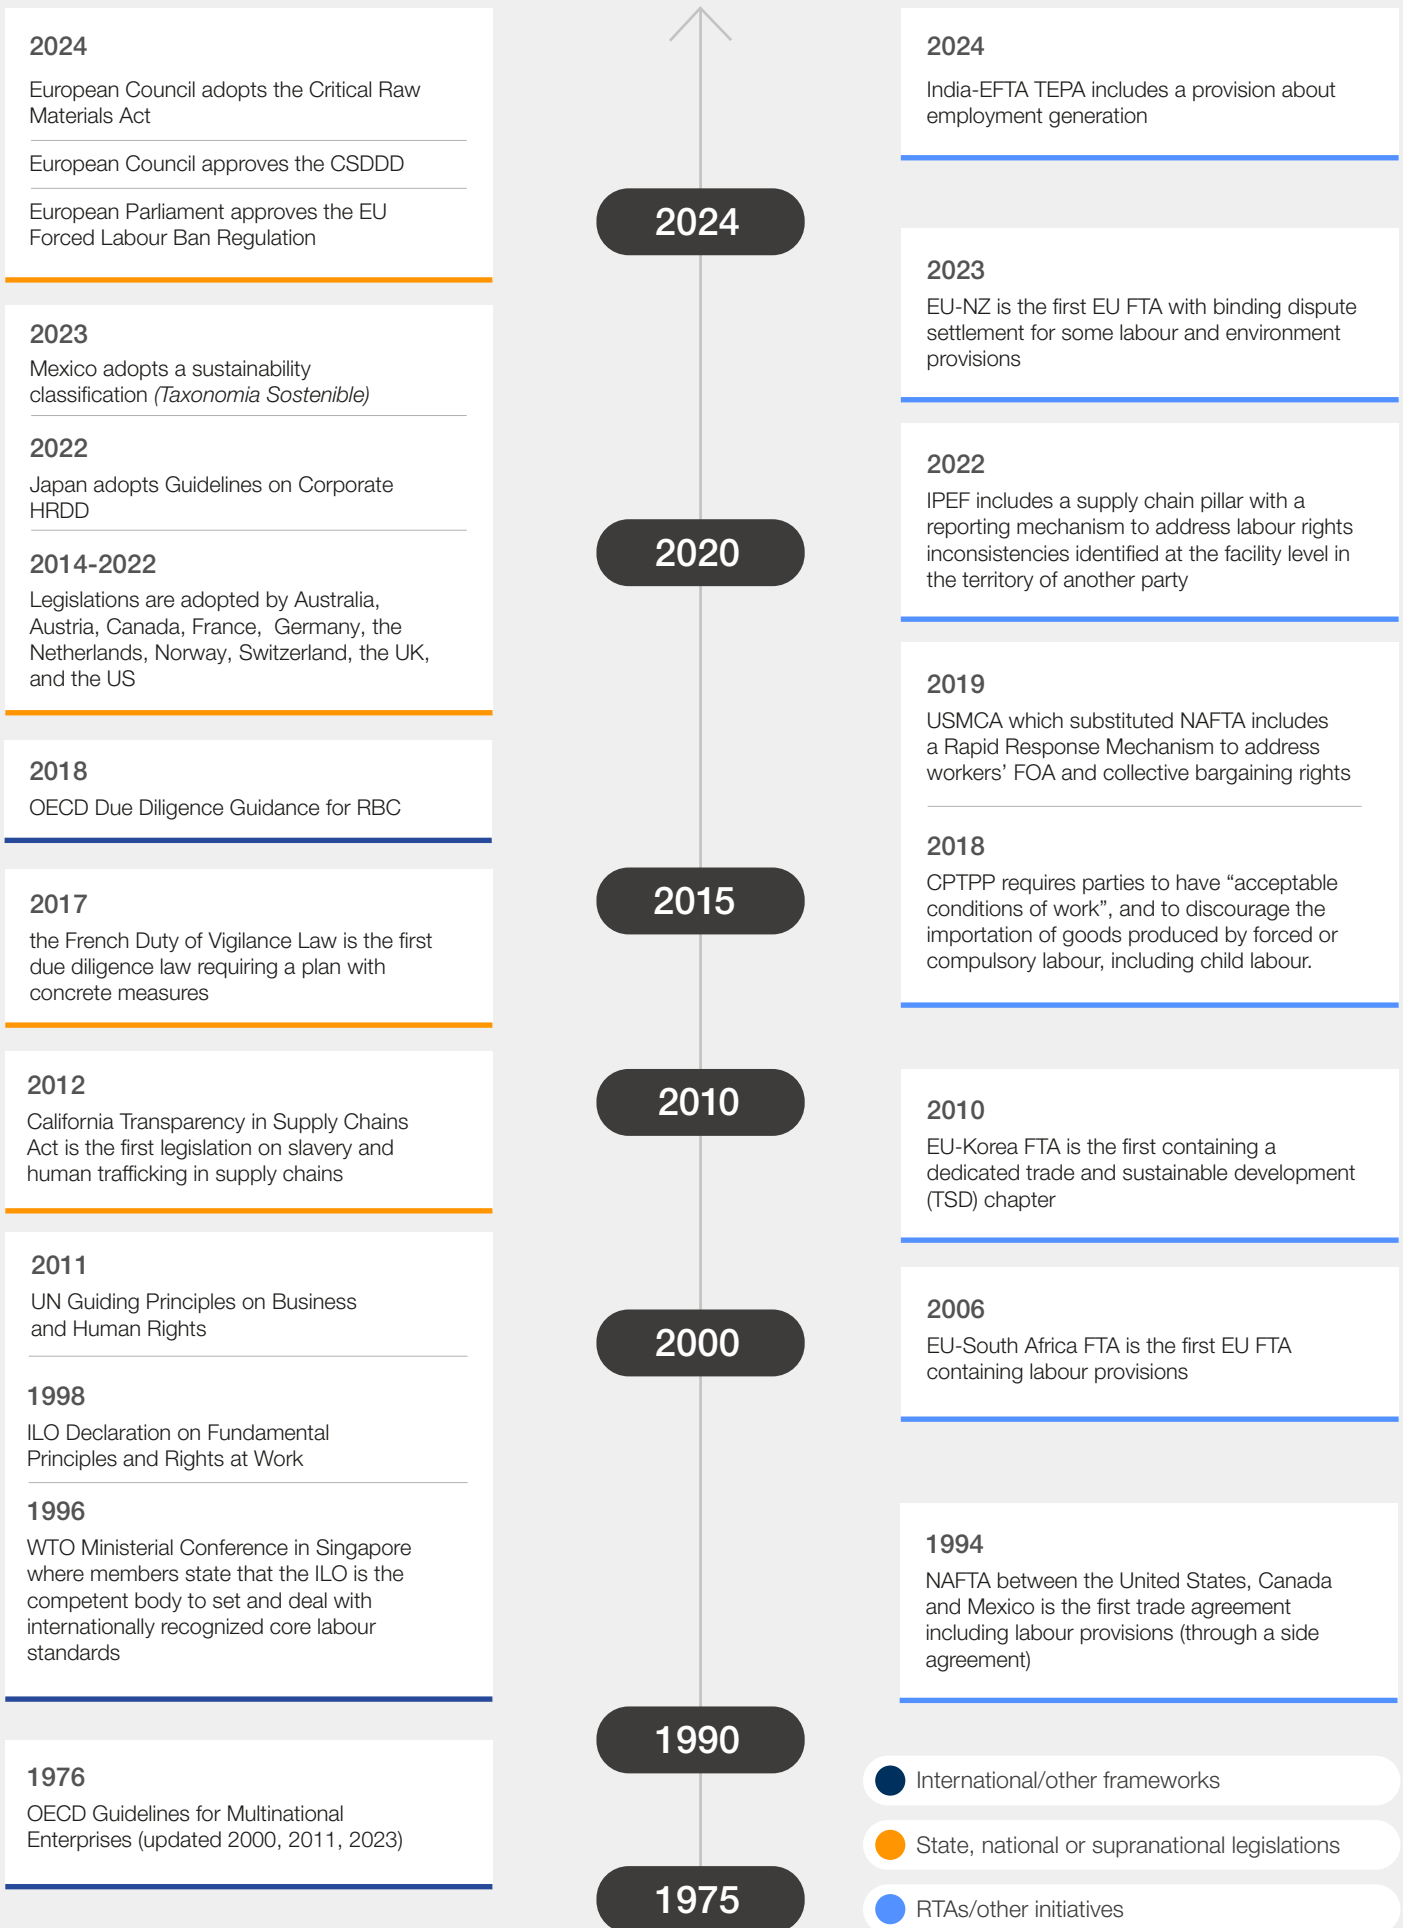 2024
European Council adopts the Critical Raw
Materials Act
European Council approves the CSDDD
European Parliament approves the EU
Forced Labour Ban Regulation
2023
Mexico adopts a sustainability
classification (Taxonomia Sostenible)
2022
Japan adopts Guidelines on Corporate
HRDD
2014-2022
Legislations are adopted by Australia,
Austria, Canada, France, Germany, the
Netherlands, Norway, Switzerland, the UK,
and the US
2018
OECD Due Diligence Guidance for RBC
2017
the French Duty of Vigilance Law is the first
due diligence law requiring a plan with
concrete measures
2012
California Transparency in Supply Chains
Act is the first legislation on slavery and
human trafficking in supply chains
2011
UN Guiding Principles on Business
and Human Rights
1998
ILO Declaration on Fundamental
Principles and Rights at Work
1996
WTO Ministerial Conference in Singapore
where members state that the ILO is the
competent body to set and deal with
internationally recognized core labour
standards
1976
OECD Guidelines for Multinational
Enterprises (updated 2000, 2011, 2023)
2024
2020
2015
2010
2000
1990
1975
2024
India-EFTA TEPA includes a provision about
employment generation
2023
EU-NZ is the first EU FTA with binding dispute
settlement for some labour and environment
provisions
2022
IPEF includes a supply chain pillar with a
reporting mechanism to address labour rights
inconsistencies identified at the facility level in
the territory of another party
2019
USMCA which substituted NAFTA includes
a Rapid Response Mechanism to address
workers’ FOA and collective bargaining rights
2018
CPTPP requires parties to have “acceptable
conditions of work”, and to discourage the
importation of goods produced by forced or
compulsory labour, including child labour.
2010
EU-Korea FTA is the first containing a
dedicated trade and sustainable development
(TSD) chapter
2006
EU-South Africa FTA is the first EU FTA
containing labour provisions
1994
NAFTA between the United States, Canada
and Mexico is the first trade agreement
including labour provisions (through a side
agreement)
International/other frameworks
State, national or supranational legislations
RTAs/other initiatives